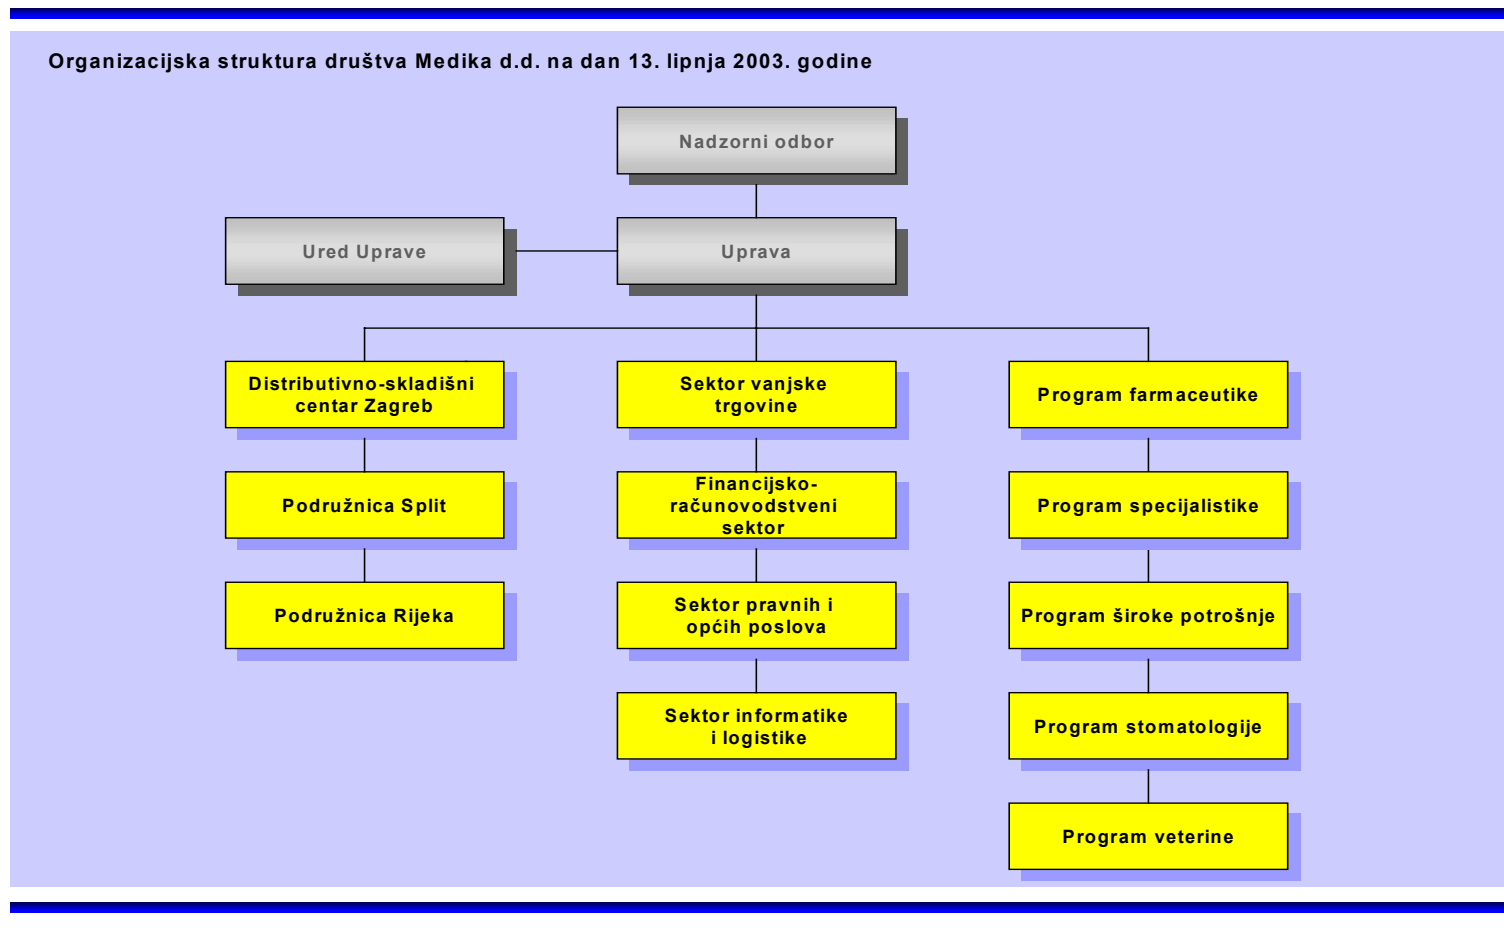 Organizacijska struktura društva Medika d.d. na dan 13. lipnja 2003. godine
Nadzorni odbor
Ured Uprave
Uprava
Distributivno-skladišni
centar Zagreb
Podružnica Split
Podružnica Rijeka
Sektor vanjske
trgovine
Financijsko-
računovodstveni
sektor
Sektor pravnih i
općih poslova
Sektor informatike
i logistike
Program farmaceutike
Program specijalistike
Program široke potrošnje
Program stomatologije
Program veterine